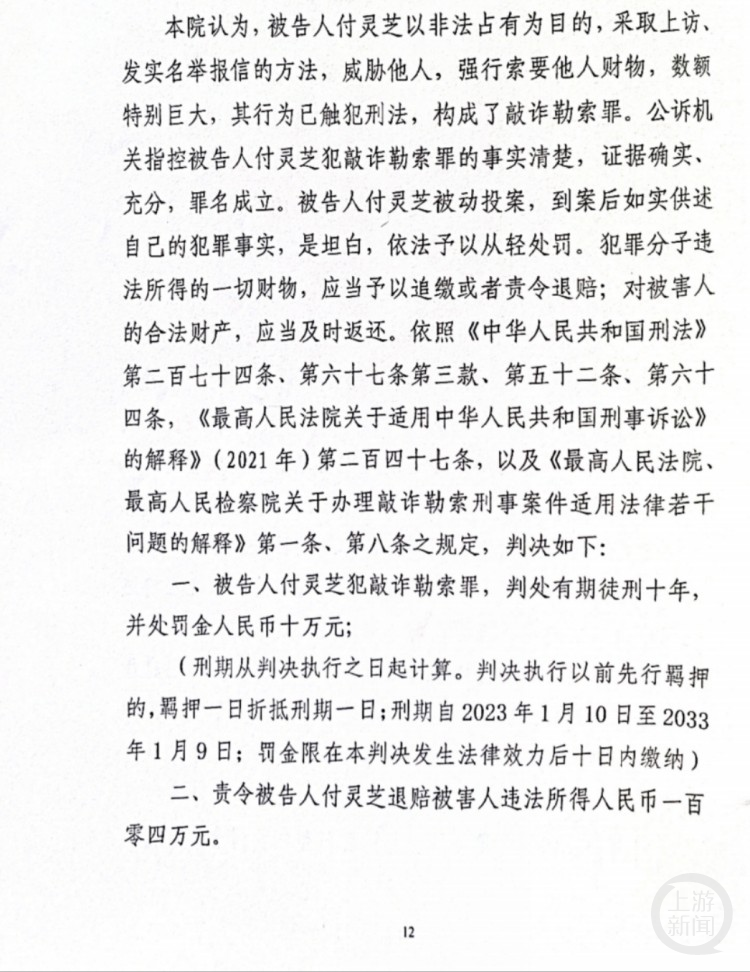 本院认为，被告人付灵芝以非法占有为目的，采取上访、
发实名举报信的方法，威胁他人，强行索要他人财物，数额
特别巨大，其行为已触犯刑法，构成了敲诈勒索罪。公诉机
关指控被告人付灵芝犯敲诈勒索罪的事实清楚，证据确实、
充分，罪名成立。被告人付灵芝被动投案，到案后如实供述
自己的犯罪事实，是坦白，依法予以从轻处罚。犯罪分子违
法所得的一切财物，应当予以追缴或者责令退赔；对被害人
的合法财产，应当及时返还。依照《中华人民共和国刑法》
第二百七十四条、第六十七条第三款、第五十二条、第六十
四条，《最高人民法院关于适用中华人民共和国刑事诉讼》
的解释》（2021年）第二百四十七条，以及《最高人民法院、
最高人民检察院关于办理敲诈勒索刑事案件适用法律若干
问题的解释》第一条、第八条之规定，判决如下：
一、被告人付灵芝犯敲诈勒索罪，判处有期徒刑十年，
并处罚金人民币十万元；
（刑期从判决执行之日起计算。判决执行以前先行羁押
的，羁押一日折抵刑期一日；刑期自2023年1月10日至2033
年1月9日；罚金限在本判决发生法律效力后十日内缴纳）
二、责令被告人付灵芝退赔被害人违法所得人民币一百
零四万元。
12
上游
新闻